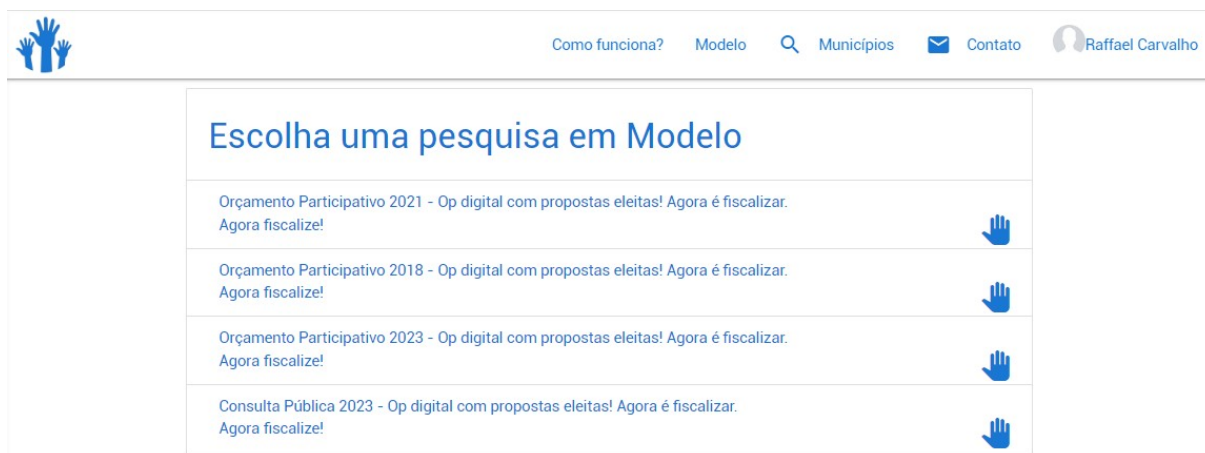 Como funciona? Modelo Municípios Contato Raffael Carvalho
Escolha uma pesquisa em Modelo
Orçamento Participativo 2021 - Op digital com propostas eleitas! Agora é fiscalizar.
Agora fiscalize!
Orçamento Participativo 2018 - Op digital com propostas eleitas! Agora é fiscalizar.
Agora fiscalize!
Orçamento Participativo 2023 - Op digital com propostas eleitas! Agora é fiscalizar.
Agora fiscalize!
Consulta Pública 2023 - Op digital com propostas eleitas! Agora é fiscalizar.
Agora fiscalize!